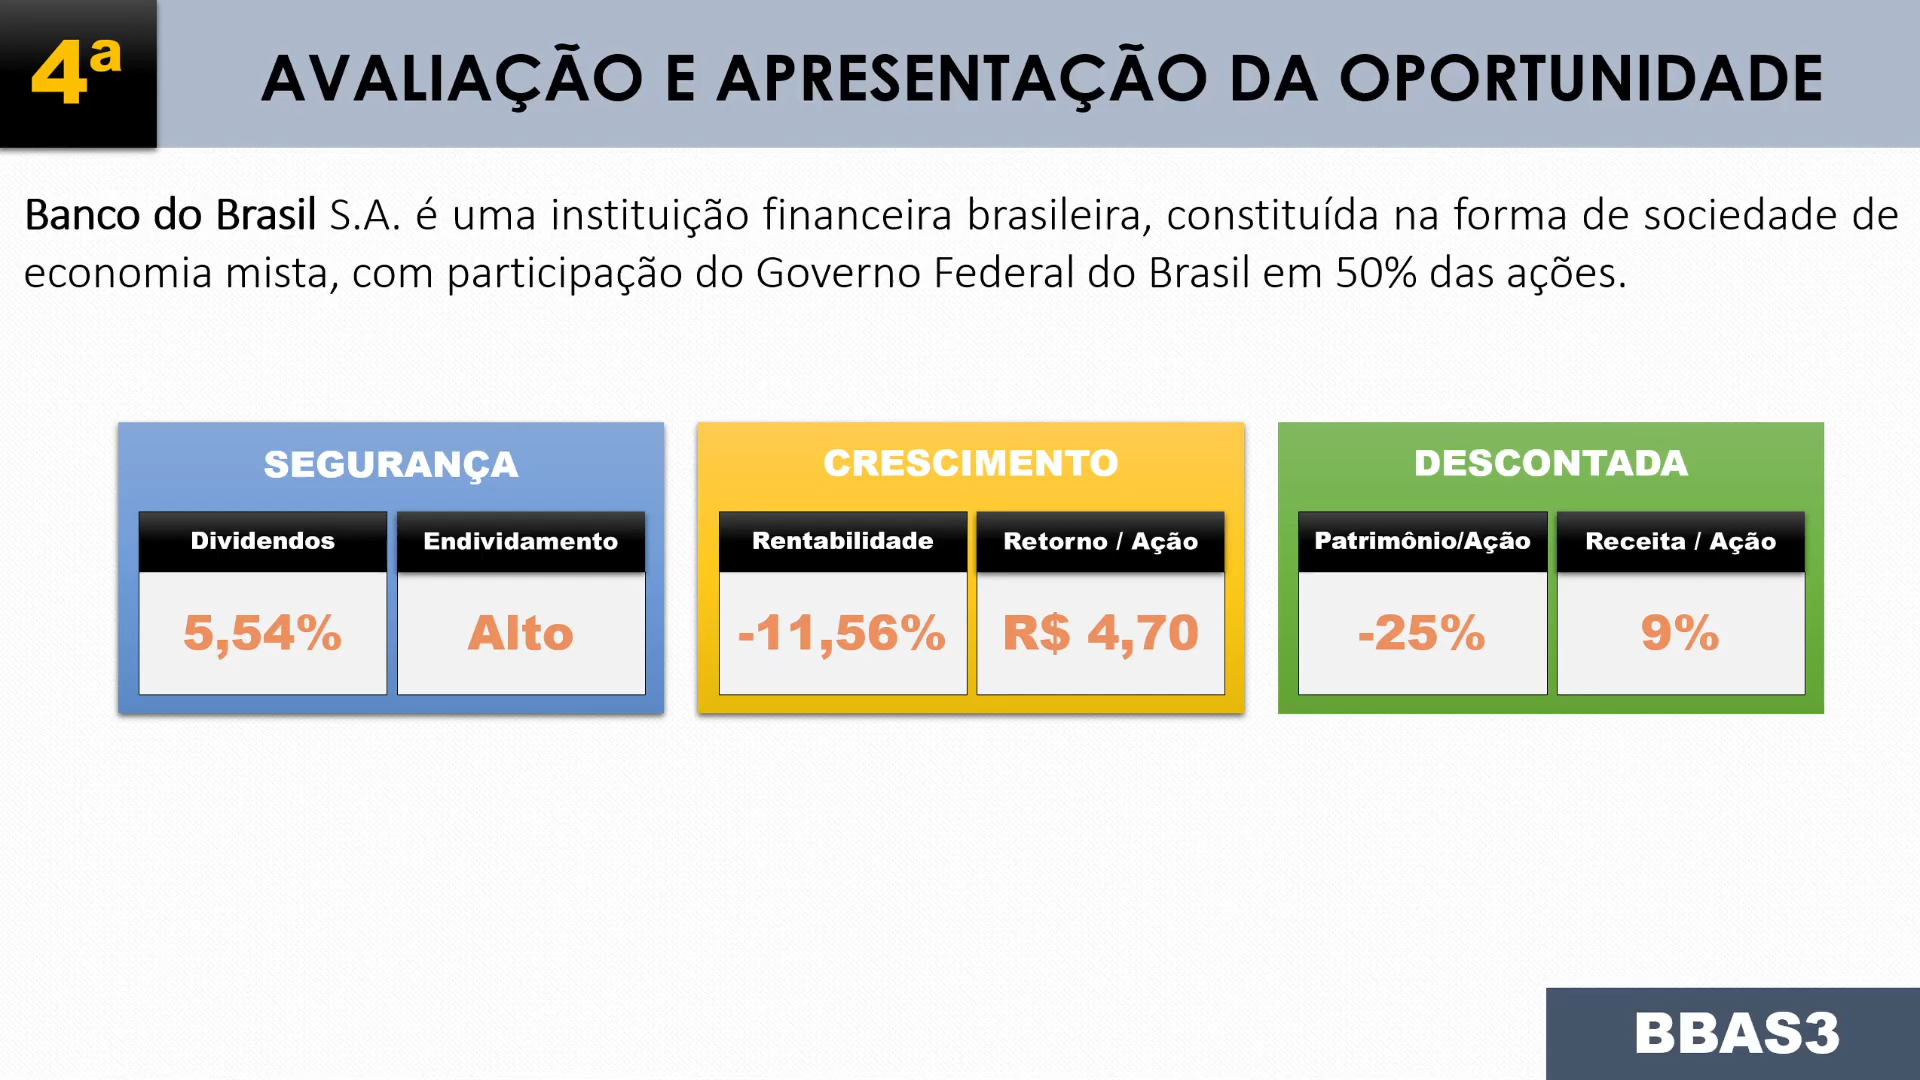 4ª
AVALIAÇÃO E APRESENTAÇÃO DA OPORTUNIDADE
Banco do Brasil S.A. é uma instituição financeira brasileira, constituída na forma de sociedade de
economia mista, com participação do Governo Federal do Brasil em 50% das ações.
SEGURANÇA
Dividendos
5,54%
Endividamento
Alto
CRESCIMENTO
Rentabilidade
-11,56%
Retorno / Ação
R$ 4,70
DESCONTADA
Patrimônio/Ação
-25%
Receita / Ação
9%
BBAS3